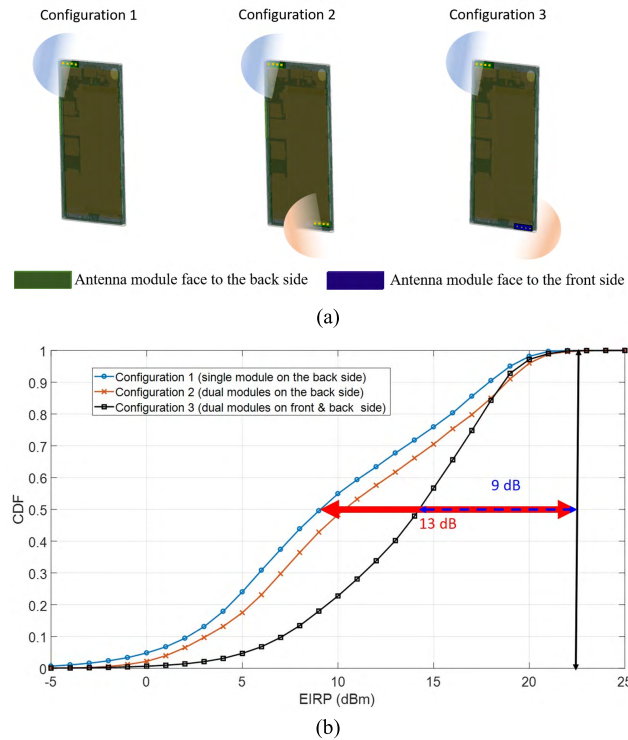 Configuration 1 Configuration 2 Configuration 3
Antenna module face to the back side Antenna module face to the front side
(a)
1
0.9
Configuration 1 (single module on the back side)
0.8
Configuration 2 (dual modules on the back side)
Configuration 3 (dual modules on front & back side)
0.7
0.6
9 dB
CDF
0.5
13 dB
0.4
0.3
0.2
0.1
0
-5 0 5 10 15 20 25
EIRP (dBm)
(b)